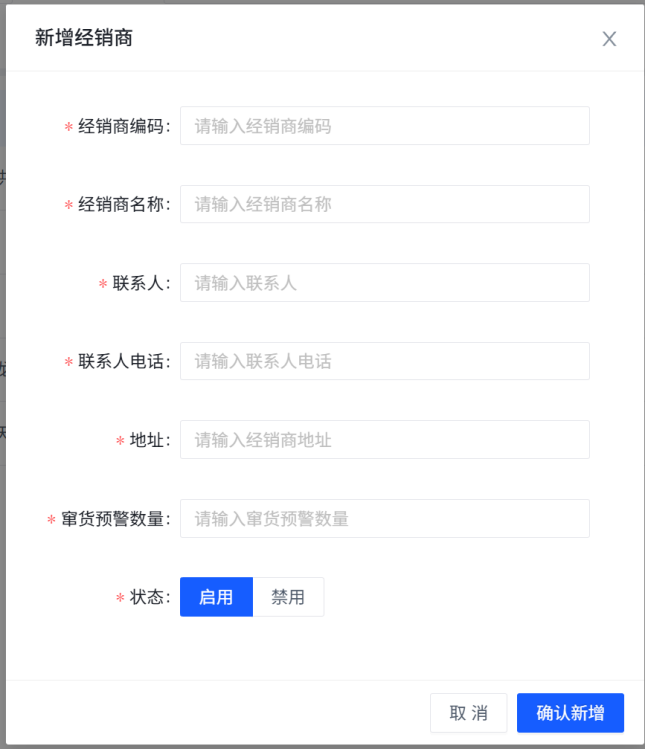 新增经销商
* 经销商编码: 请输入经销商编码
* 经销商名称: 请输入经销商名称
* 联系人: 请输入联系人
* 联系人电话: 请输入联系人电话
* 地址: 请输入经销商地址
* 窜货预警数量: 请输入窜货预警数量
* 状态: 启用 禁用
取 消 确认新增